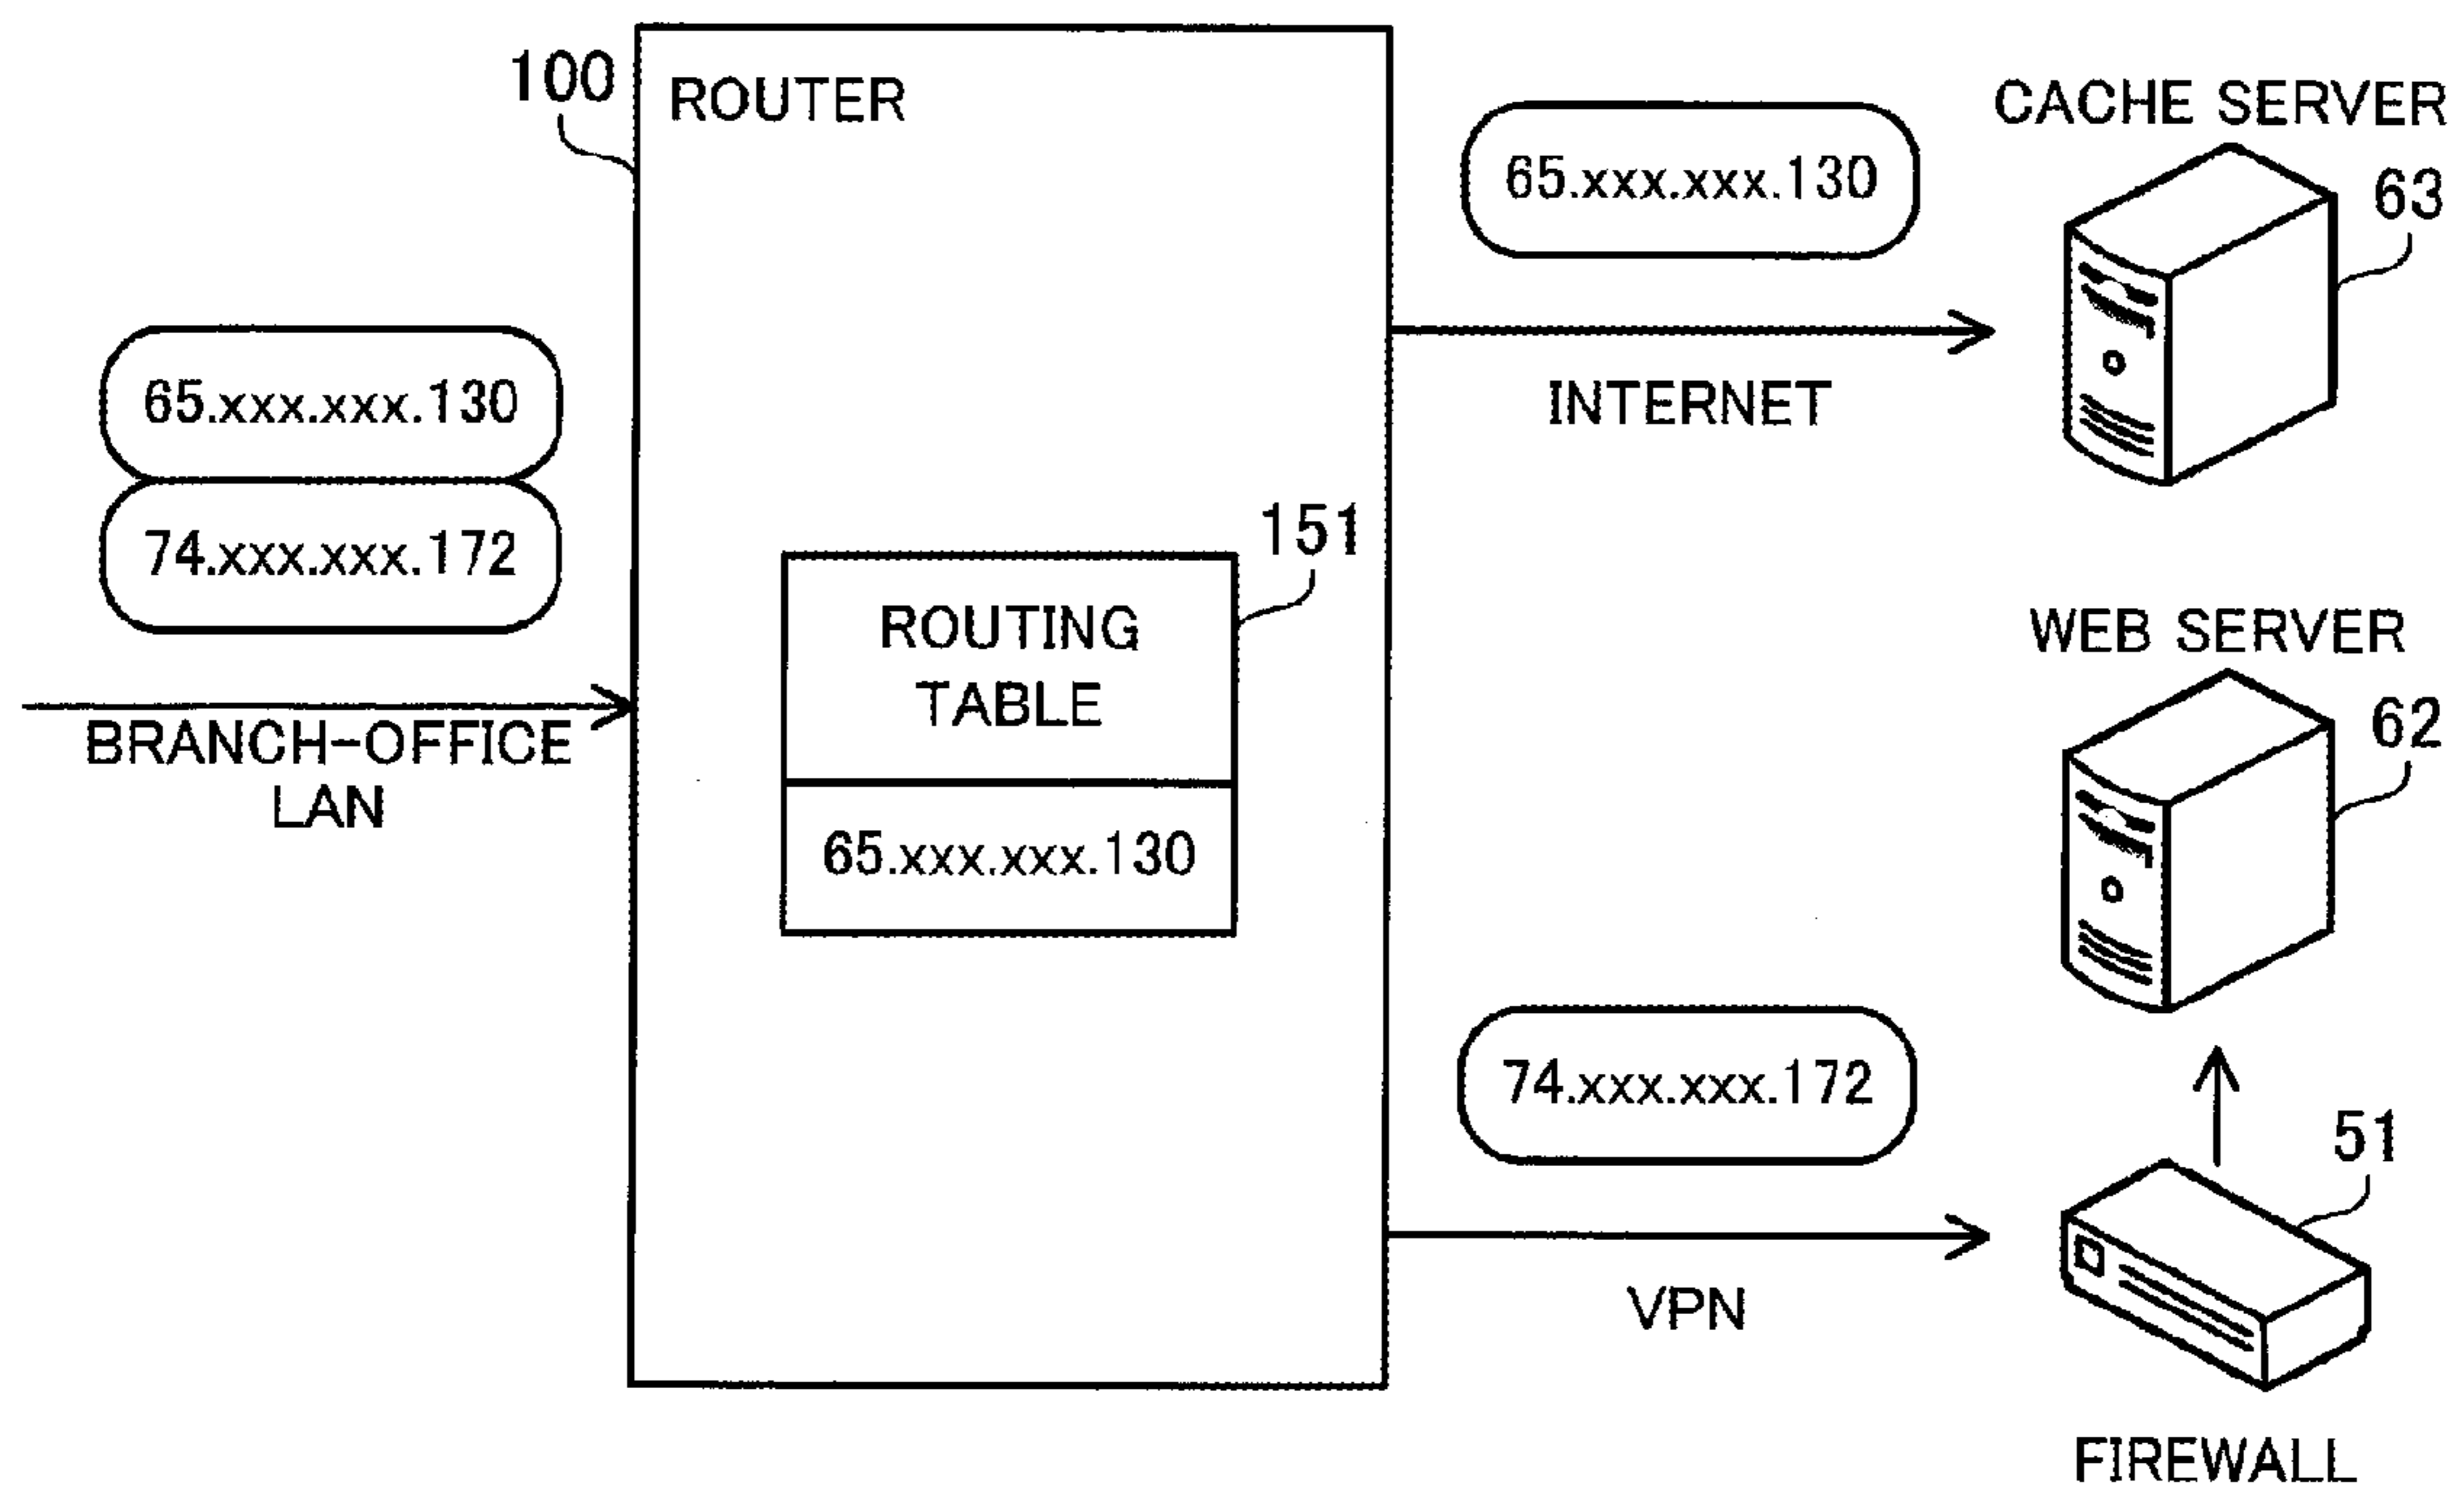 100
ROUTER
CACHE SERVER
65.xxx.xxx.130
63
65.xxx.xxx.130
INTERNET
74.xxx.xxx.172
151
ROUTING
TABLE
WEB SERVER
62
BRANCH-OFFICE
LAN
65.xxx.xxx.130
74.xxx.xxx.172
51
VPN
FIREWALL